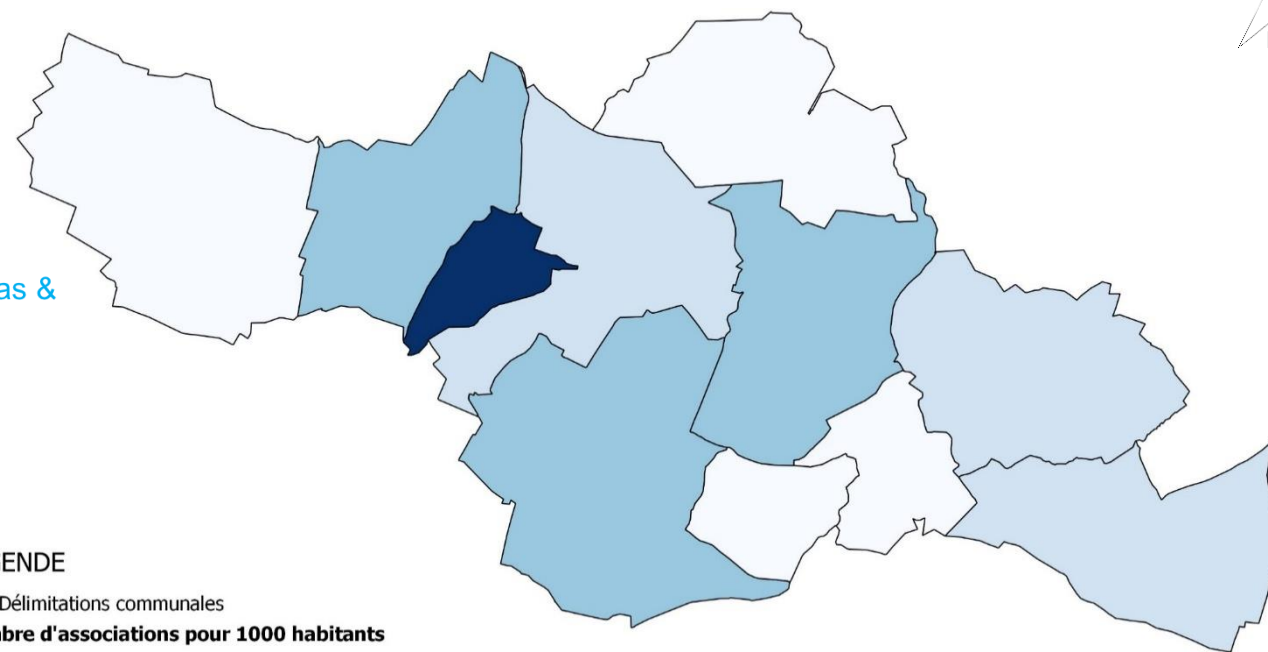 as &
ENDE
Délimitations communales
bre d'associations pour 1000 habitants